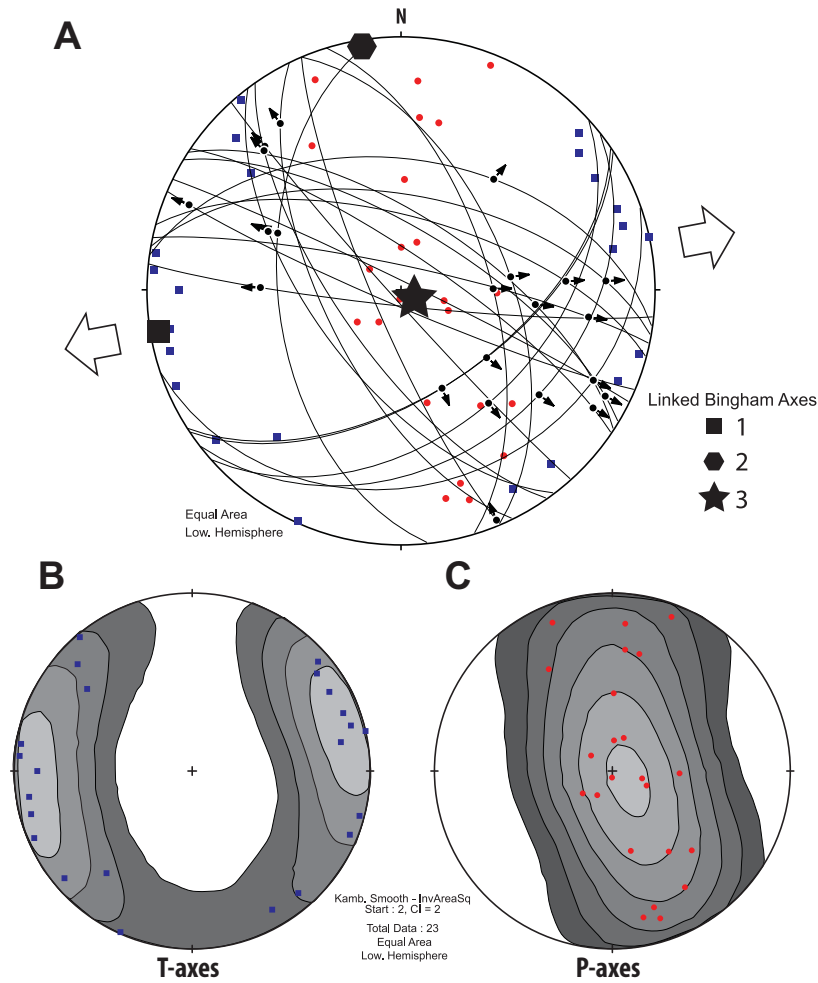 A
N
Linked Bingham Axes
1
2
3
Equal Area
Low. Hemisphere
B
C
Kamb. Smooth - InvAreaSq
Start : 2, CI = 2
Total Data : 23
Equal Area
Low. Hemisphere
T-axes
P-axes